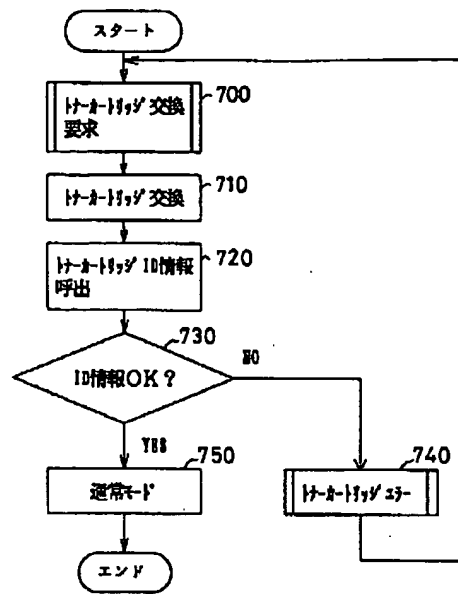 スタート
トナーカートリッジ交換
要求
700
トナーカートリッジ交換
710
トナーカートリッジID情報
呼出
720
730
ID情報OK?
NO
YES
750
通常モード
740
トナーカートリッジエラー
エンド